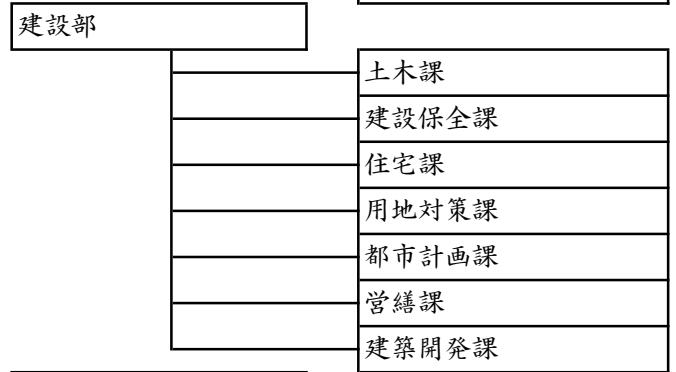 建設部
土木課
建設保全課
住宅課
用地対策課
都市計画課
営繕課
建築開発課